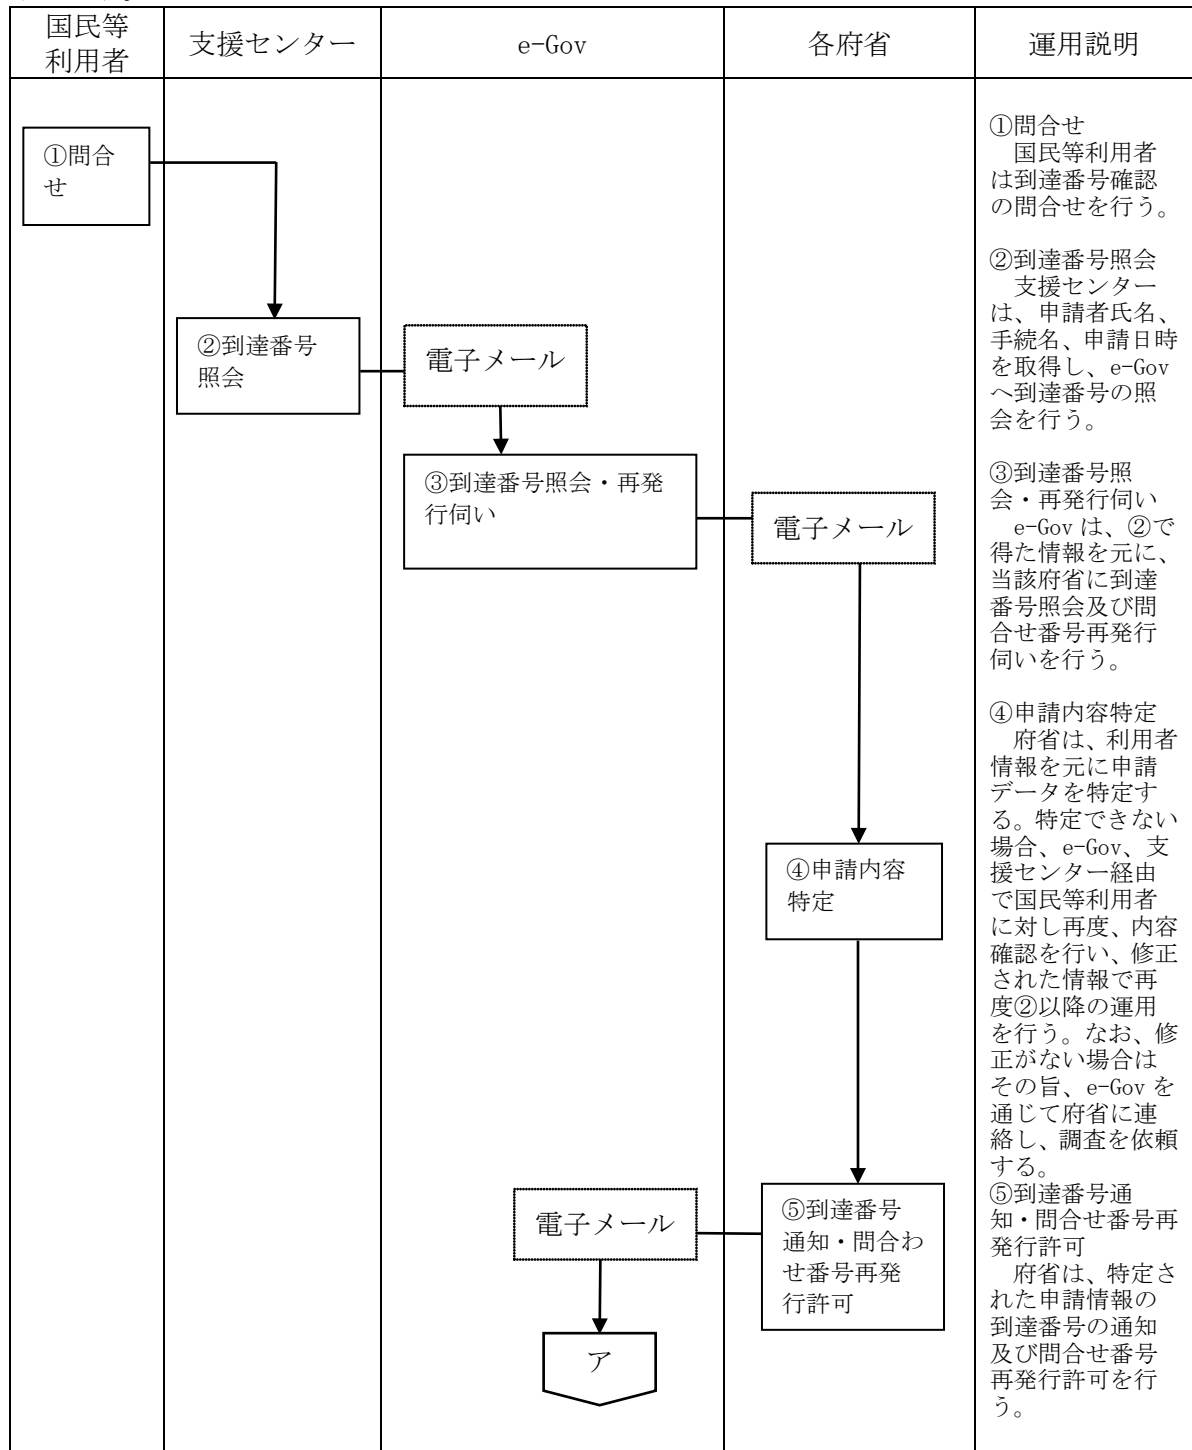 国民等
利用者
支援センター
e-Gov
各府省
運用説明
①問合
せ
②到達番号
照会
電子メール
③到達番号照会・再発
行伺い
電子メール
④申請内容
特定
⑤到達番号
通知・問合わ
せ番号再発
行許可
電子メール
ア
①問合せ
国民等利用者
は到達番号確認
の問合せを行う。
②到達番号照会
支援センター
は、申請者氏名、
手続名、申請日時
を取得し、e-Gov
へ到達番号の照
会を行う。
③到達番号照
会・再発行伺い
e-Gov は、②で
得た情報を元に、
当該府省に到達
番号照会及び問
合せ番号再発行
伺いを行う。
④申請内容特定
府省は、利用者
情報を元に申請
データを特定す
る。特定できない
場合、e-Gov、支
援センター経由
で国民等利用者
に対し再度、内容
確認を行い、修正
された情報で再
度②以降の運用
を行う。なお、修
正がない場合は
その旨、e-Gov を
通じて府省に連
絡し、調査を依頼
する。
⑤到達番号通
知・問合せ番号再
発行許可
府省は、特定さ
れた申請情報の
到達番号の通知
及び問合せ番号
再発行許可を行
う。